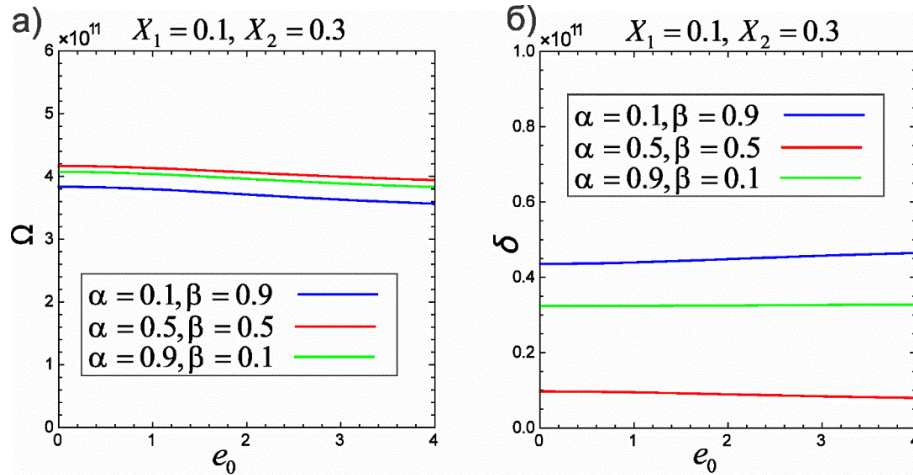 а)
×10¹¹
X₁ = 0.1, X₂ = 0.3
6
5
4
3
2
1
0
Ω
α = 0.1, β = 0.9
α = 0.5, β = 0.5
α = 0.9, β = 0.1
0 1 2 3 4
e₀
б)
×10¹¹
X₁ = 0.1, X₂ = 0.3
1.0
0.8
0.6
0.4
0.2
0.0
δ
α = 0.1, β = 0.9
α = 0.5, β = 0.5
α = 0.9, β = 0.1
0 1 2 3 4
e₀